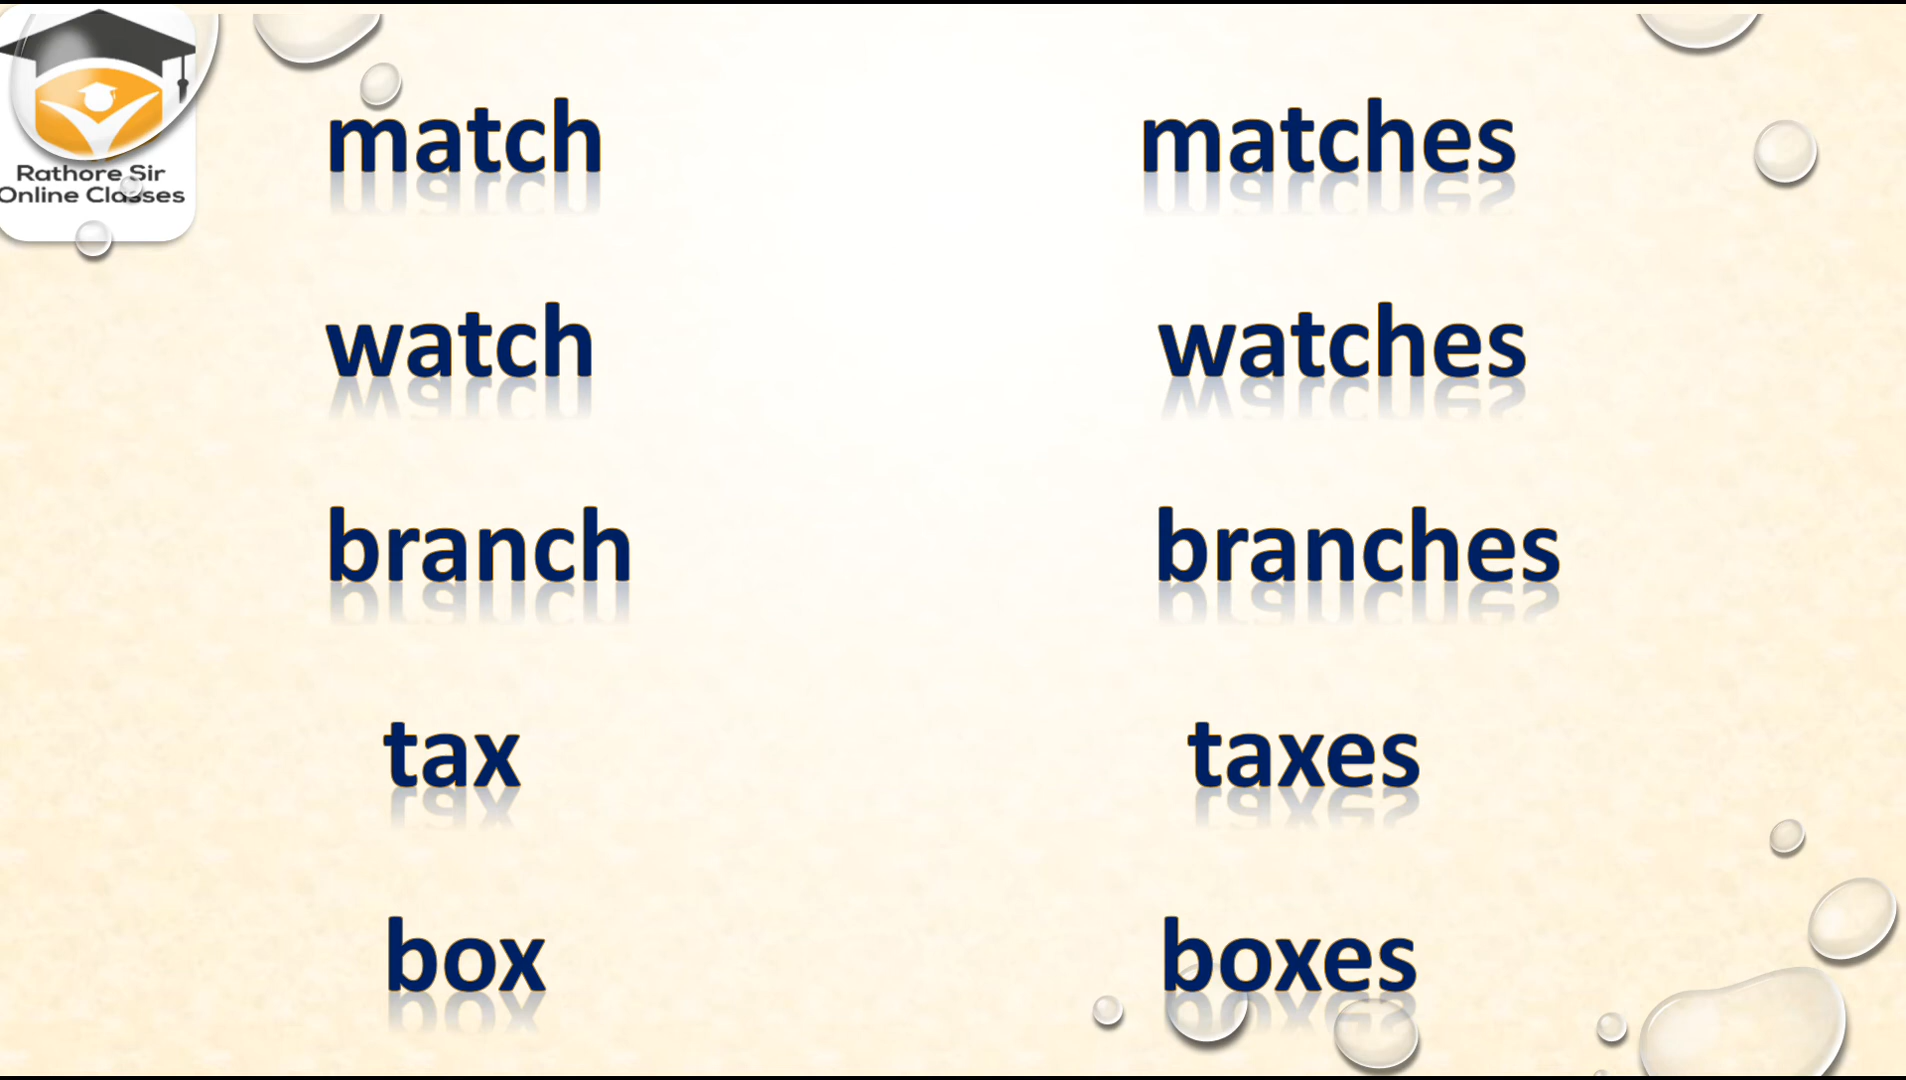 Rathore Sir
Online Classes
match matches
watch watches
branch branches
tax taxes
box boxes